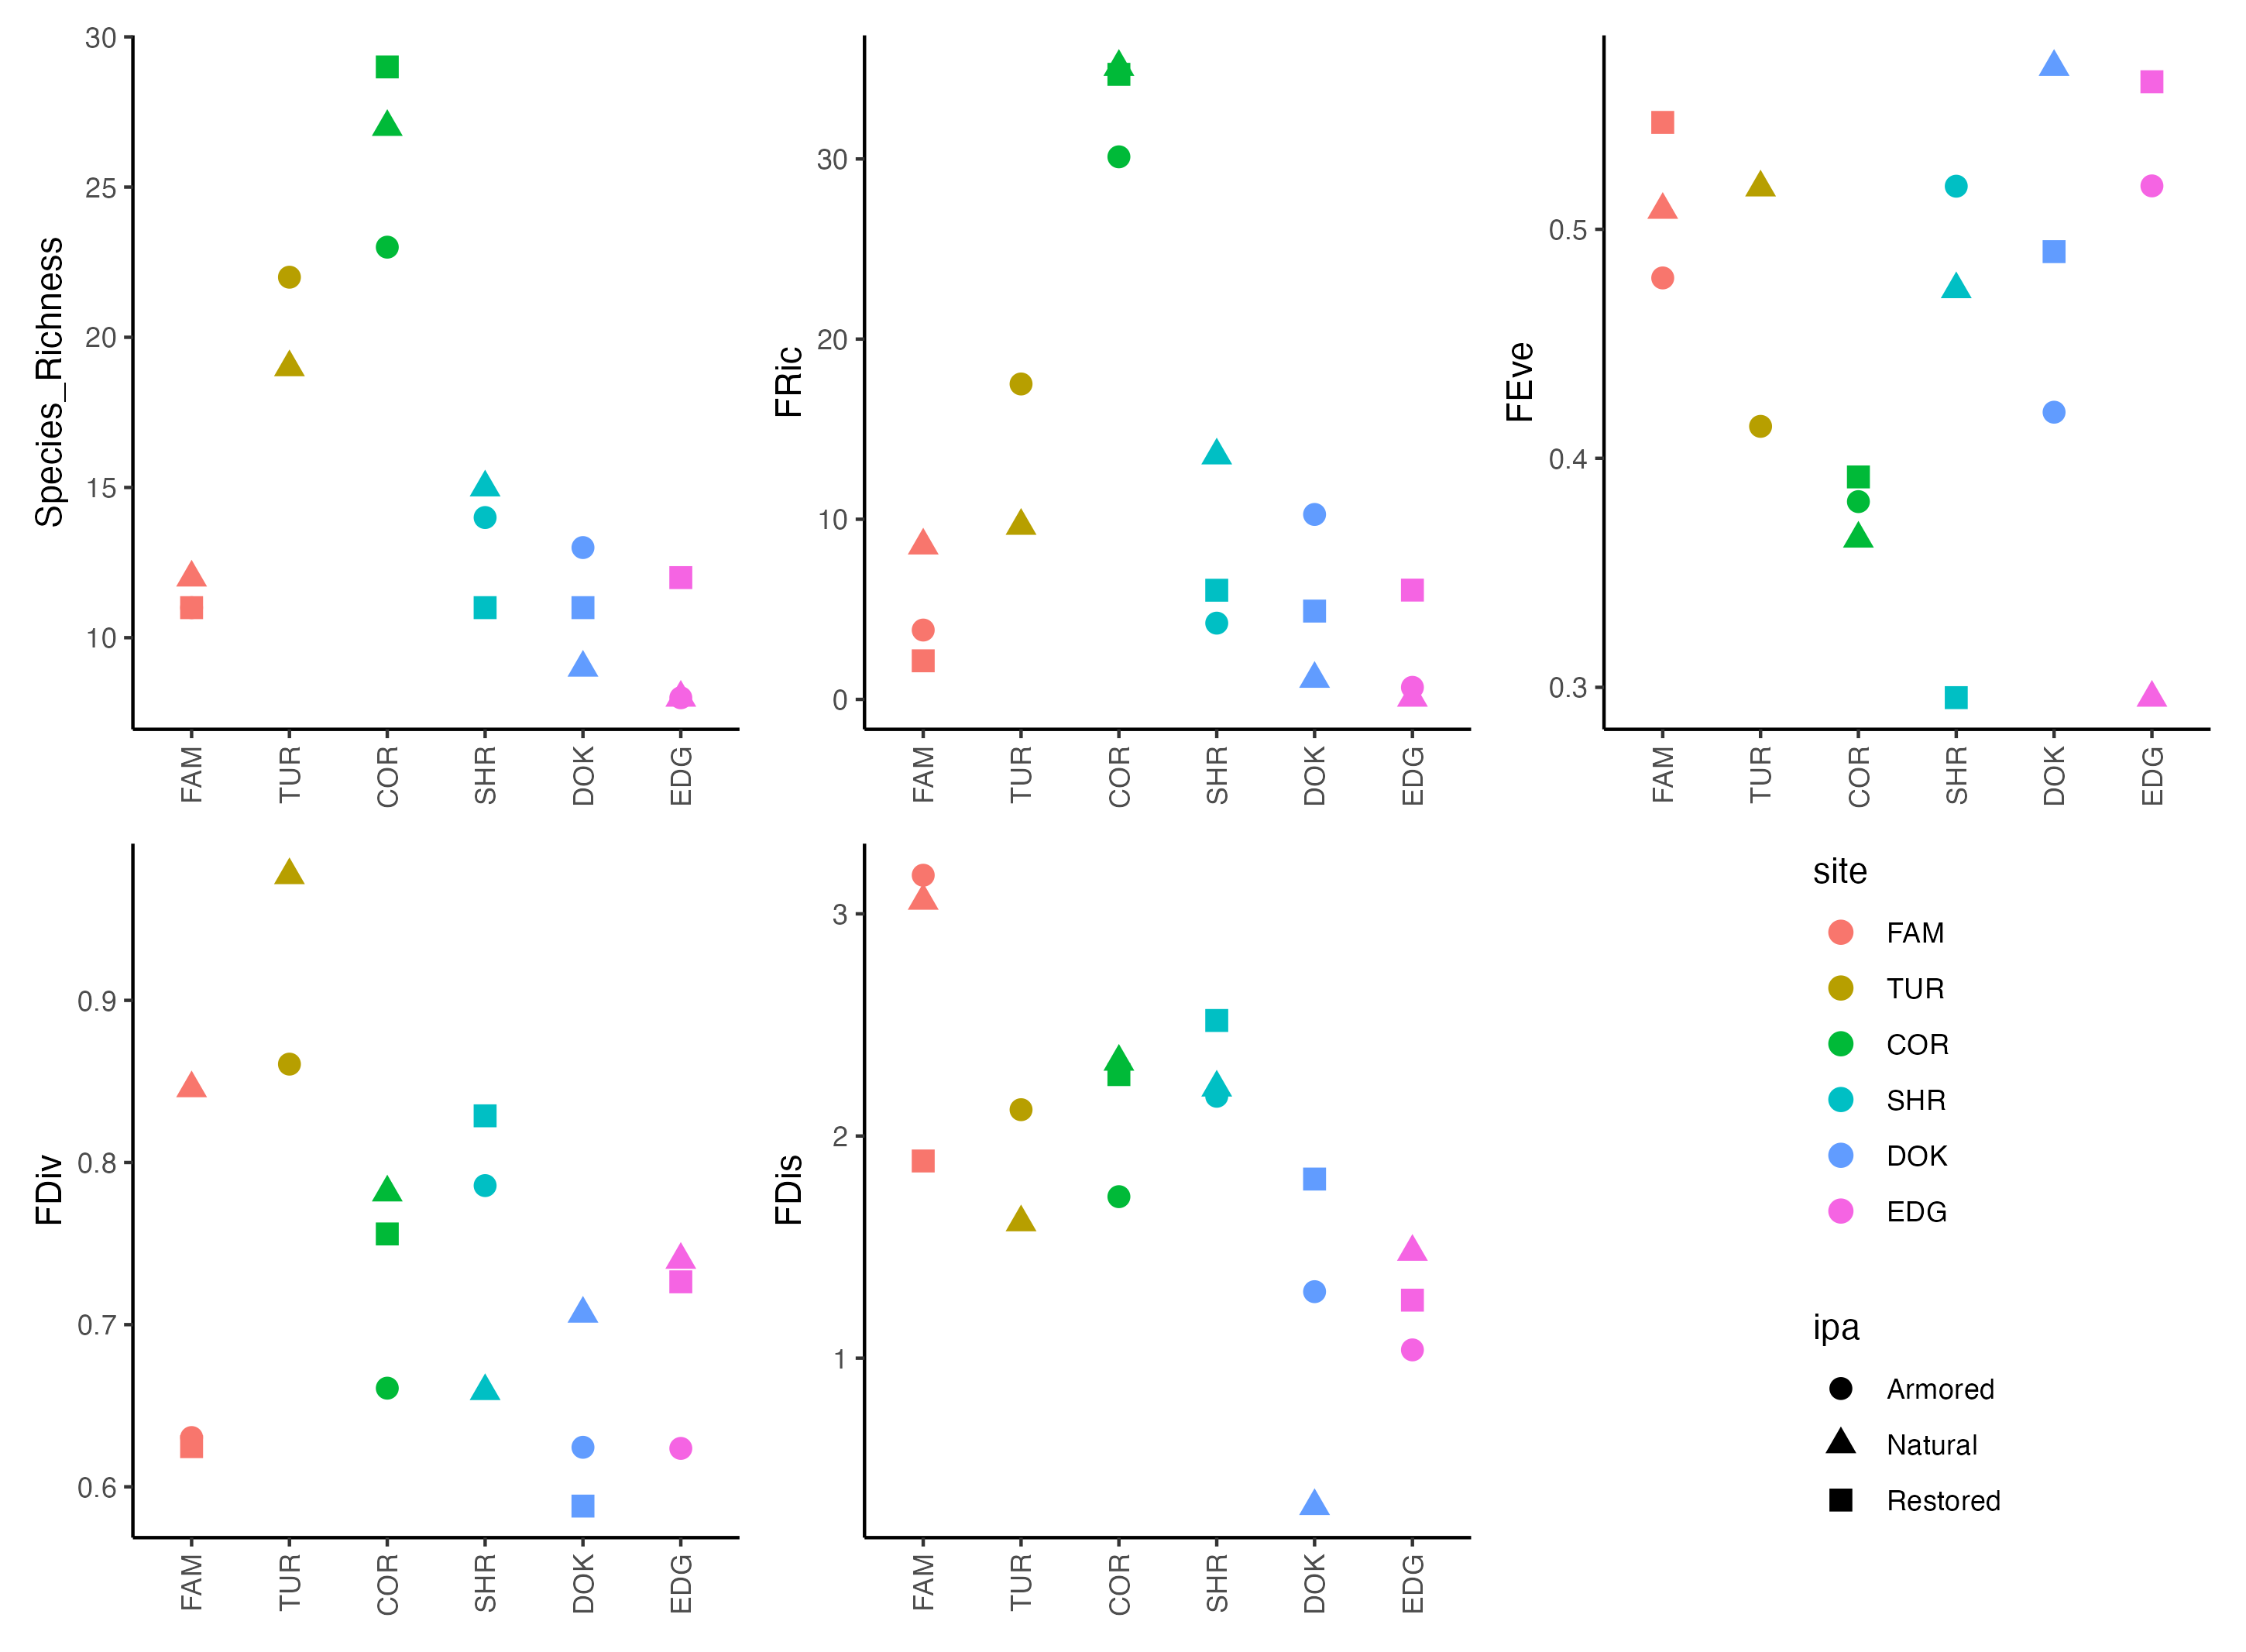 Species_Richness
30
25
20
15
10
FAM
TUR
COR
SHR
DOK
EDG
FRic
30
20
10
0
FAM
TUR
COR
SHR
DOK
EDG
FEve
0.5
0.4
0.3
FAM
TUR
COR
SHR
DOK
EDG
FDiv
0.9
0.8
0.7
0.6
FAM
TUR
COR
SHR
DOK
EDG
FDis
3
2
1
FAM
TUR
COR
SHR
DOK
EDG
site
FAM
TUR
COR
SHR
DOK
EDG
ipa
Armored
Natural
Restored